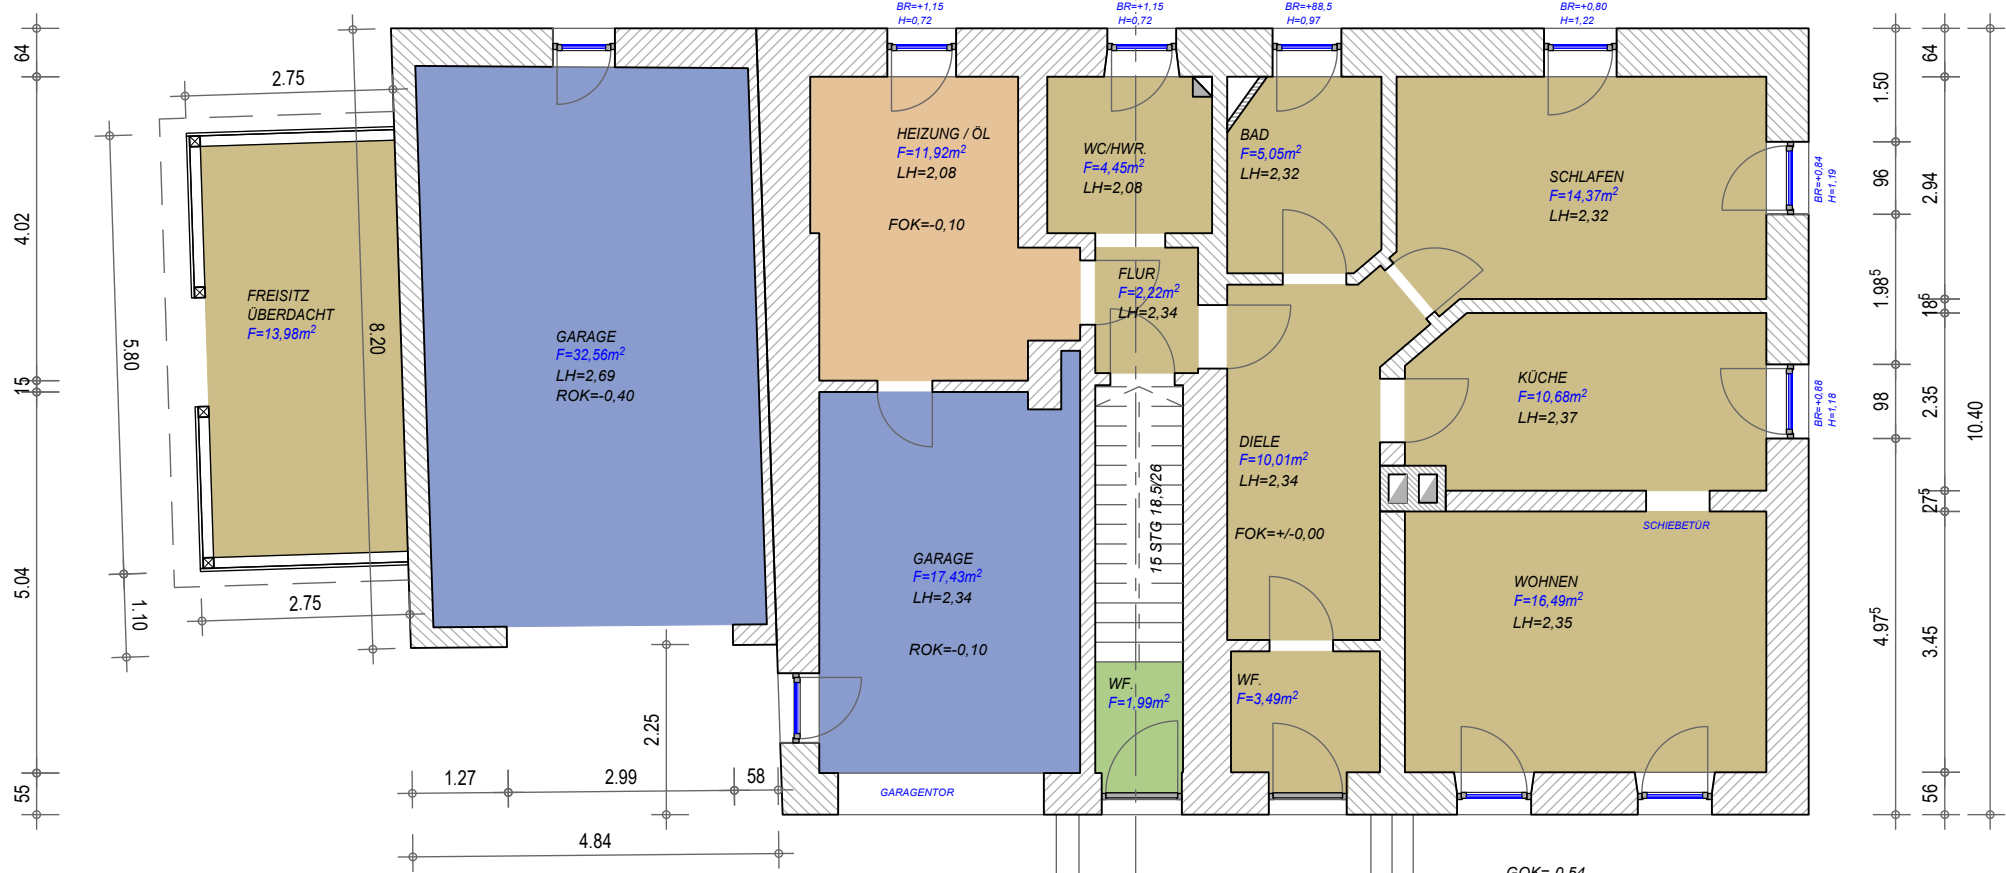 BR=+1,15
H=0,72
BR=+1,15
H=0,72
BR=+88,5
H=0,97
BR=+0,80
H=1,22
64
4.02
15
5.04
55
2.75
5.80
1.10
2.75
8.20
FREISITZ
ÜBERDACHT
F=13,98m²
GARAGE
F=32,56m²
LH=2,69
ROK=-0,40
HEIZUNG / ÖL
F=11,92m²
LH=2,08
FOK=-0,10
WC/HWR.
F=4,45m²
LH=2,08
BAD
F=5,05m²
LH=2,32
SCHLAFEN
F=14,37m²
LH=2,32
FLUR
F=2,22m²
LH=2,34
KÜCHE
F=10,68m²
LH=2,37
DIELE
F=10,01m²
LH=2,34
FOK=+/-0,00
15 STG 18,5/26
SCHIEBETÜR
GARAGE
F=17,43m²
LH=2,34
ROK=-0,10
WOHNEN
F=16,49m²
LH=2,35
WF.
F=1,99m²
WF.
F=3,49m²
GARAGENTOR
2.25
1.27
2.99
58
4.84
BR=+0,84
H=1,19
BR=+0,88
H=1,18
1.50
96
1.98⁵
98
4.97⁵
64
2.94
18⁵
2.35
27⁵
3.45
56
10.40
GOK=-0,54